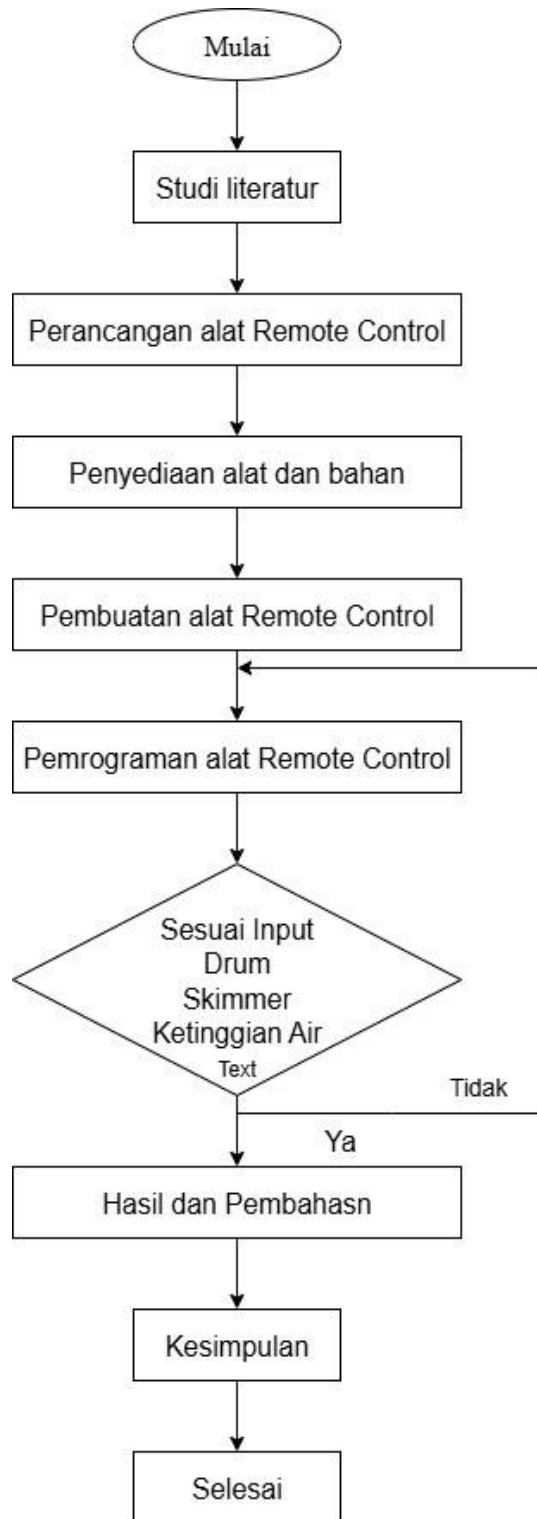 Mulai
Studi literatur
Perancangan alat Remote Control
Penyediaan alat dan bahan
Pembuatan alat Remote Control
Pemrograman alat Remote Control
Sesuai Input
Drum
Skimmer
Ketinggian Air
Text
Tidak
Ya
Hasil dan Pembahasn
Kesimpulan
Selesai